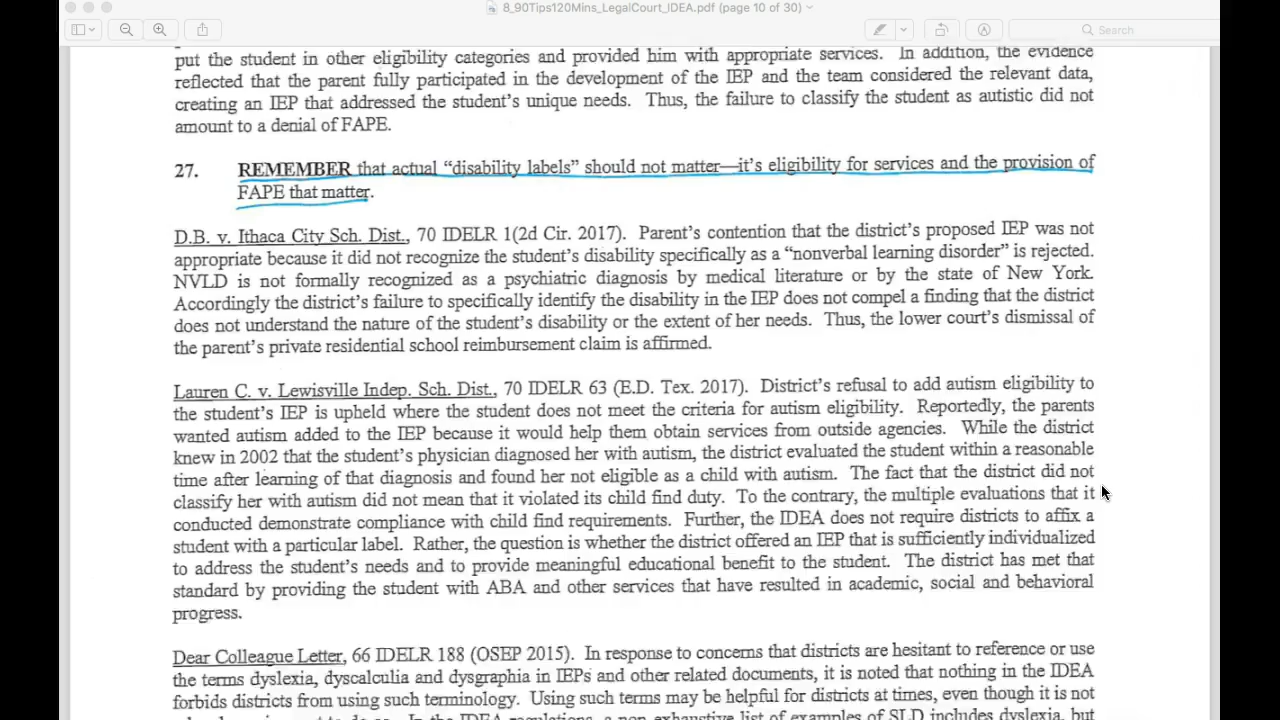 8_90Tips120Mins_LegalCourt_IDEA.pdf (page 10 of 30)
Search
put the student in other eligibility categories and provided him with appropriate services. In addition, the evidence
reflected that the parent fully participated in the development of the IEP and the team considered the relevant data,
creating an IEP that addressed the student's unique needs. Thus, the failure to classify the student as autistic did not
amount to a denial of FAPE.
27. REMEMBER that actual “disability labels” should not matter—it's eligibility for services and the provision of
FAPE that matter.
D.B. v. Ithaca City Sch. Dist., 70 IDELR 1(2d Cir. 2017). Parent's contention that the district's proposed IEP was not
appropriate because it did not recognize the student's disability specifically as a “nonverbal learning disorder” is rejected.
NVLD is not formally recognized as a psychiatric diagnosis by medical literature or by the state of New York.
Accordingly the district's failure to specifically identify the disability in the IEP does not compel a finding that the district
does not understand the nature of the student's disability or the extent of her needs. Thus, the lower court's dismissal of
the parent's private residential school reimbursement claim is affirmed.
Lauren C. v. Lewisville Indep. Sch. Dist., 70 IDELR 63 (E.D. Tex. 2017). District's refusal to add autism eligibility to
the student's IEP is upheld where the student does not meet the criteria for autism eligibility. Reportedly, the parents
wanted autism added to the IEP because it would help them obtain services from outside agencies. While the district
knew in 2002 that the student's physician diagnosed her with autism, the district evaluated the student within a reasonable
time after learning of that diagnosis and found her not eligible as a child with autism. The fact that the district did not
classify her with autism did not mean that it violated its child find duty. To the contrary, the multiple evaluations that it
conducted demonstrate compliance with child find requirements. Further, the IDEA does not require districts to affix a
student with a particular label. Rather, the question is whether the district offered an IEP that is sufficiently individualized
to address the student's needs and to provide meaningful educational benefit to the student. The district has met that
standard by providing the student with ABA and other services that have resulted in academic, social and behavioral
progress.
Dear Colleague Letter, 66 IDELR 188 (OSEP 2015). In response to concerns that districts are hesitant to reference or use
the terms dyslexia, dyscalculia and dysgraphia in IEPs and other related documents, it is noted that nothing in the IDEA
forbids districts from using such terminology. Using such terms may be helpful for districts at times, even though it is not
In the IDEA regulations, a non-exhaustive list of examples of SLD includes dyslexia, but